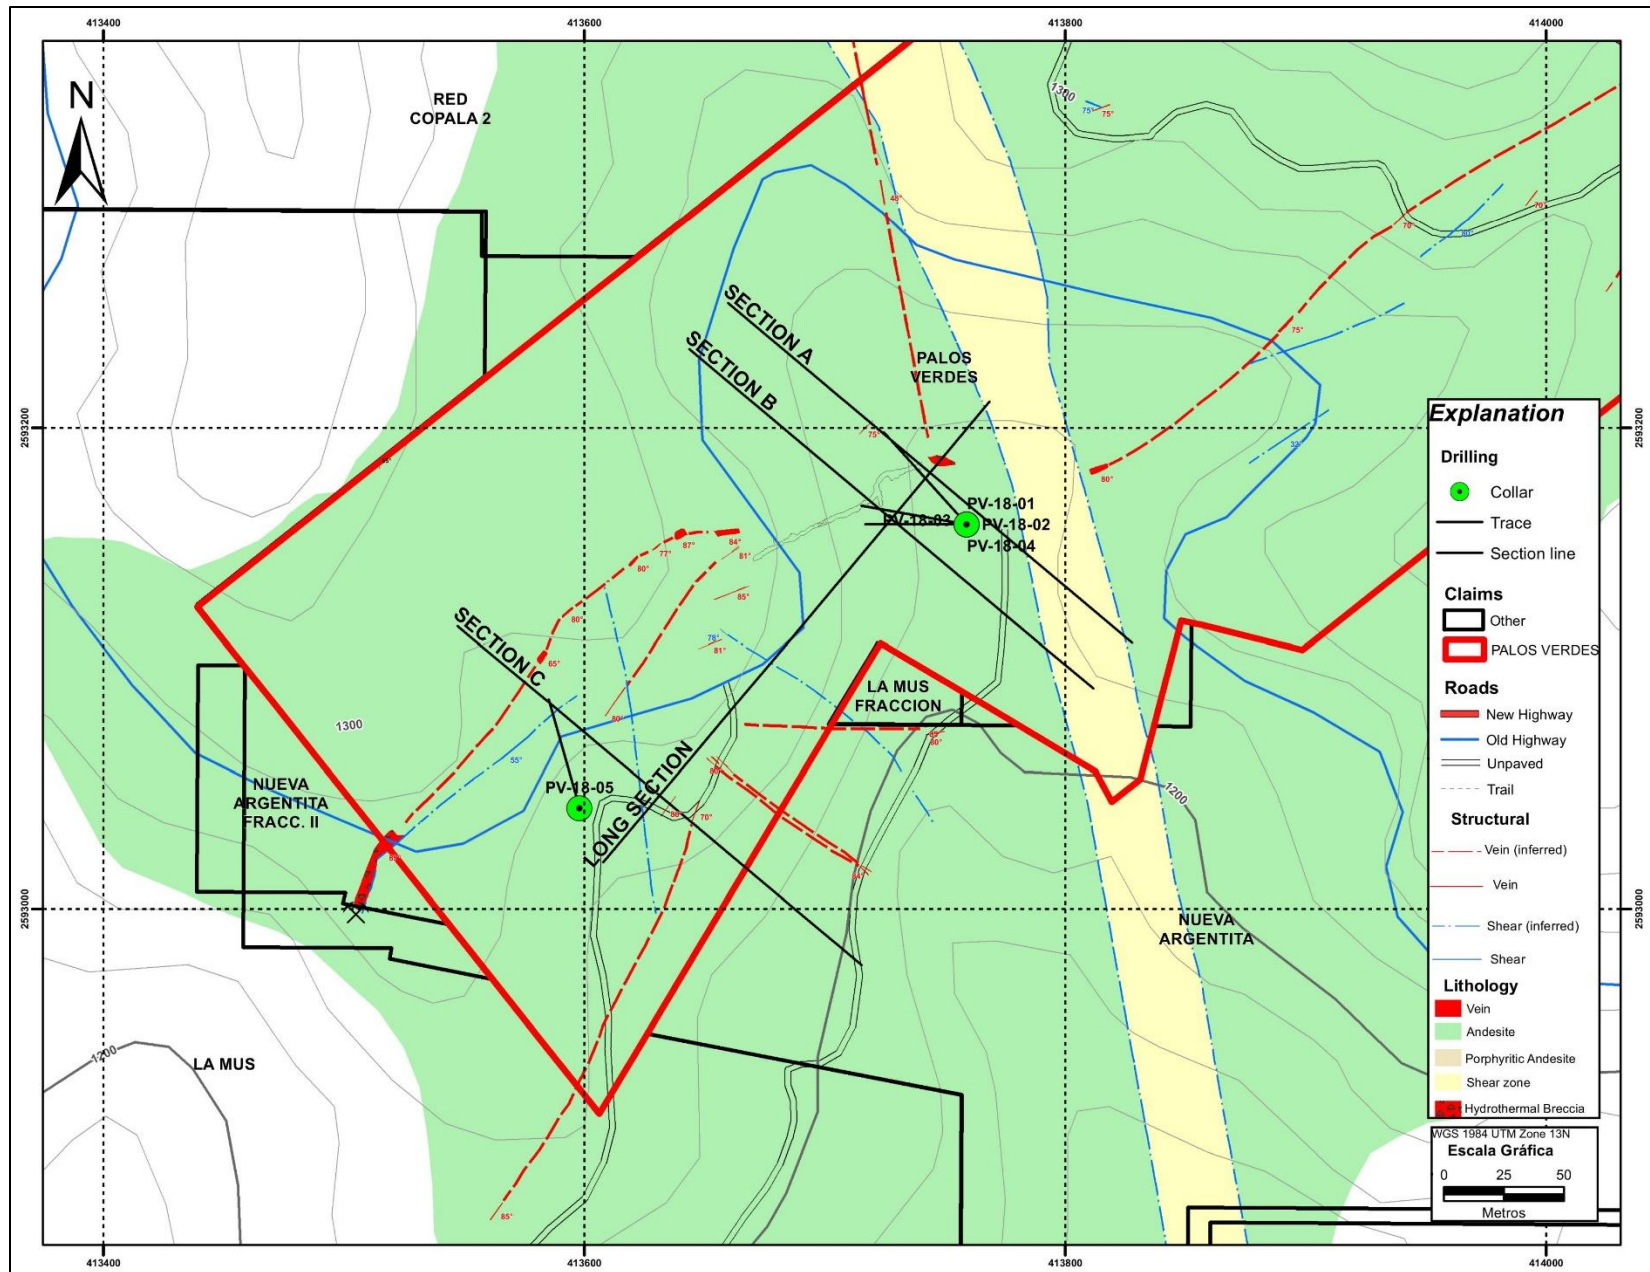 413400
413600
413800
414000
N
RED
COPALA 2
1300
75°
75°
48°
70°
70°
80°
SECTION A
SECTION B
PALOS
VERDES
75°
75°
32°
2593200
2593200
80°
PV-18-01
PV-18-03
PV-18-02
PV-18-04
84°
87°
77°
81°
80°
85°
80°
SECTION C
78°
81°
65°
80°
LA MUS
FRACCION
1300
55°
80°
LONG SECTION
NUEVA
ARGENTITA
FRACC. II
PV-18-05
70°
1200
2593000
2593000
NUEVA
ARGENTITA
1200
LA MUS
85°
Explanation
Drilling
Collar
Trace
Section line
Claims
Other
PALOS VERDES
Roads
New Highway
Old Highway
Unpaved
Trail
Structural
Vein (inferred)
Vein
Shear (inferred)
Shear
Lithology
Vein
Andesite
Porphyritic Andesite
Shear zone
Hydrothermal Breccia
WGS 1984 UTM Zone 13N
Escala Gráfica
0 25 50
Metros
413400
413600
413800
414000